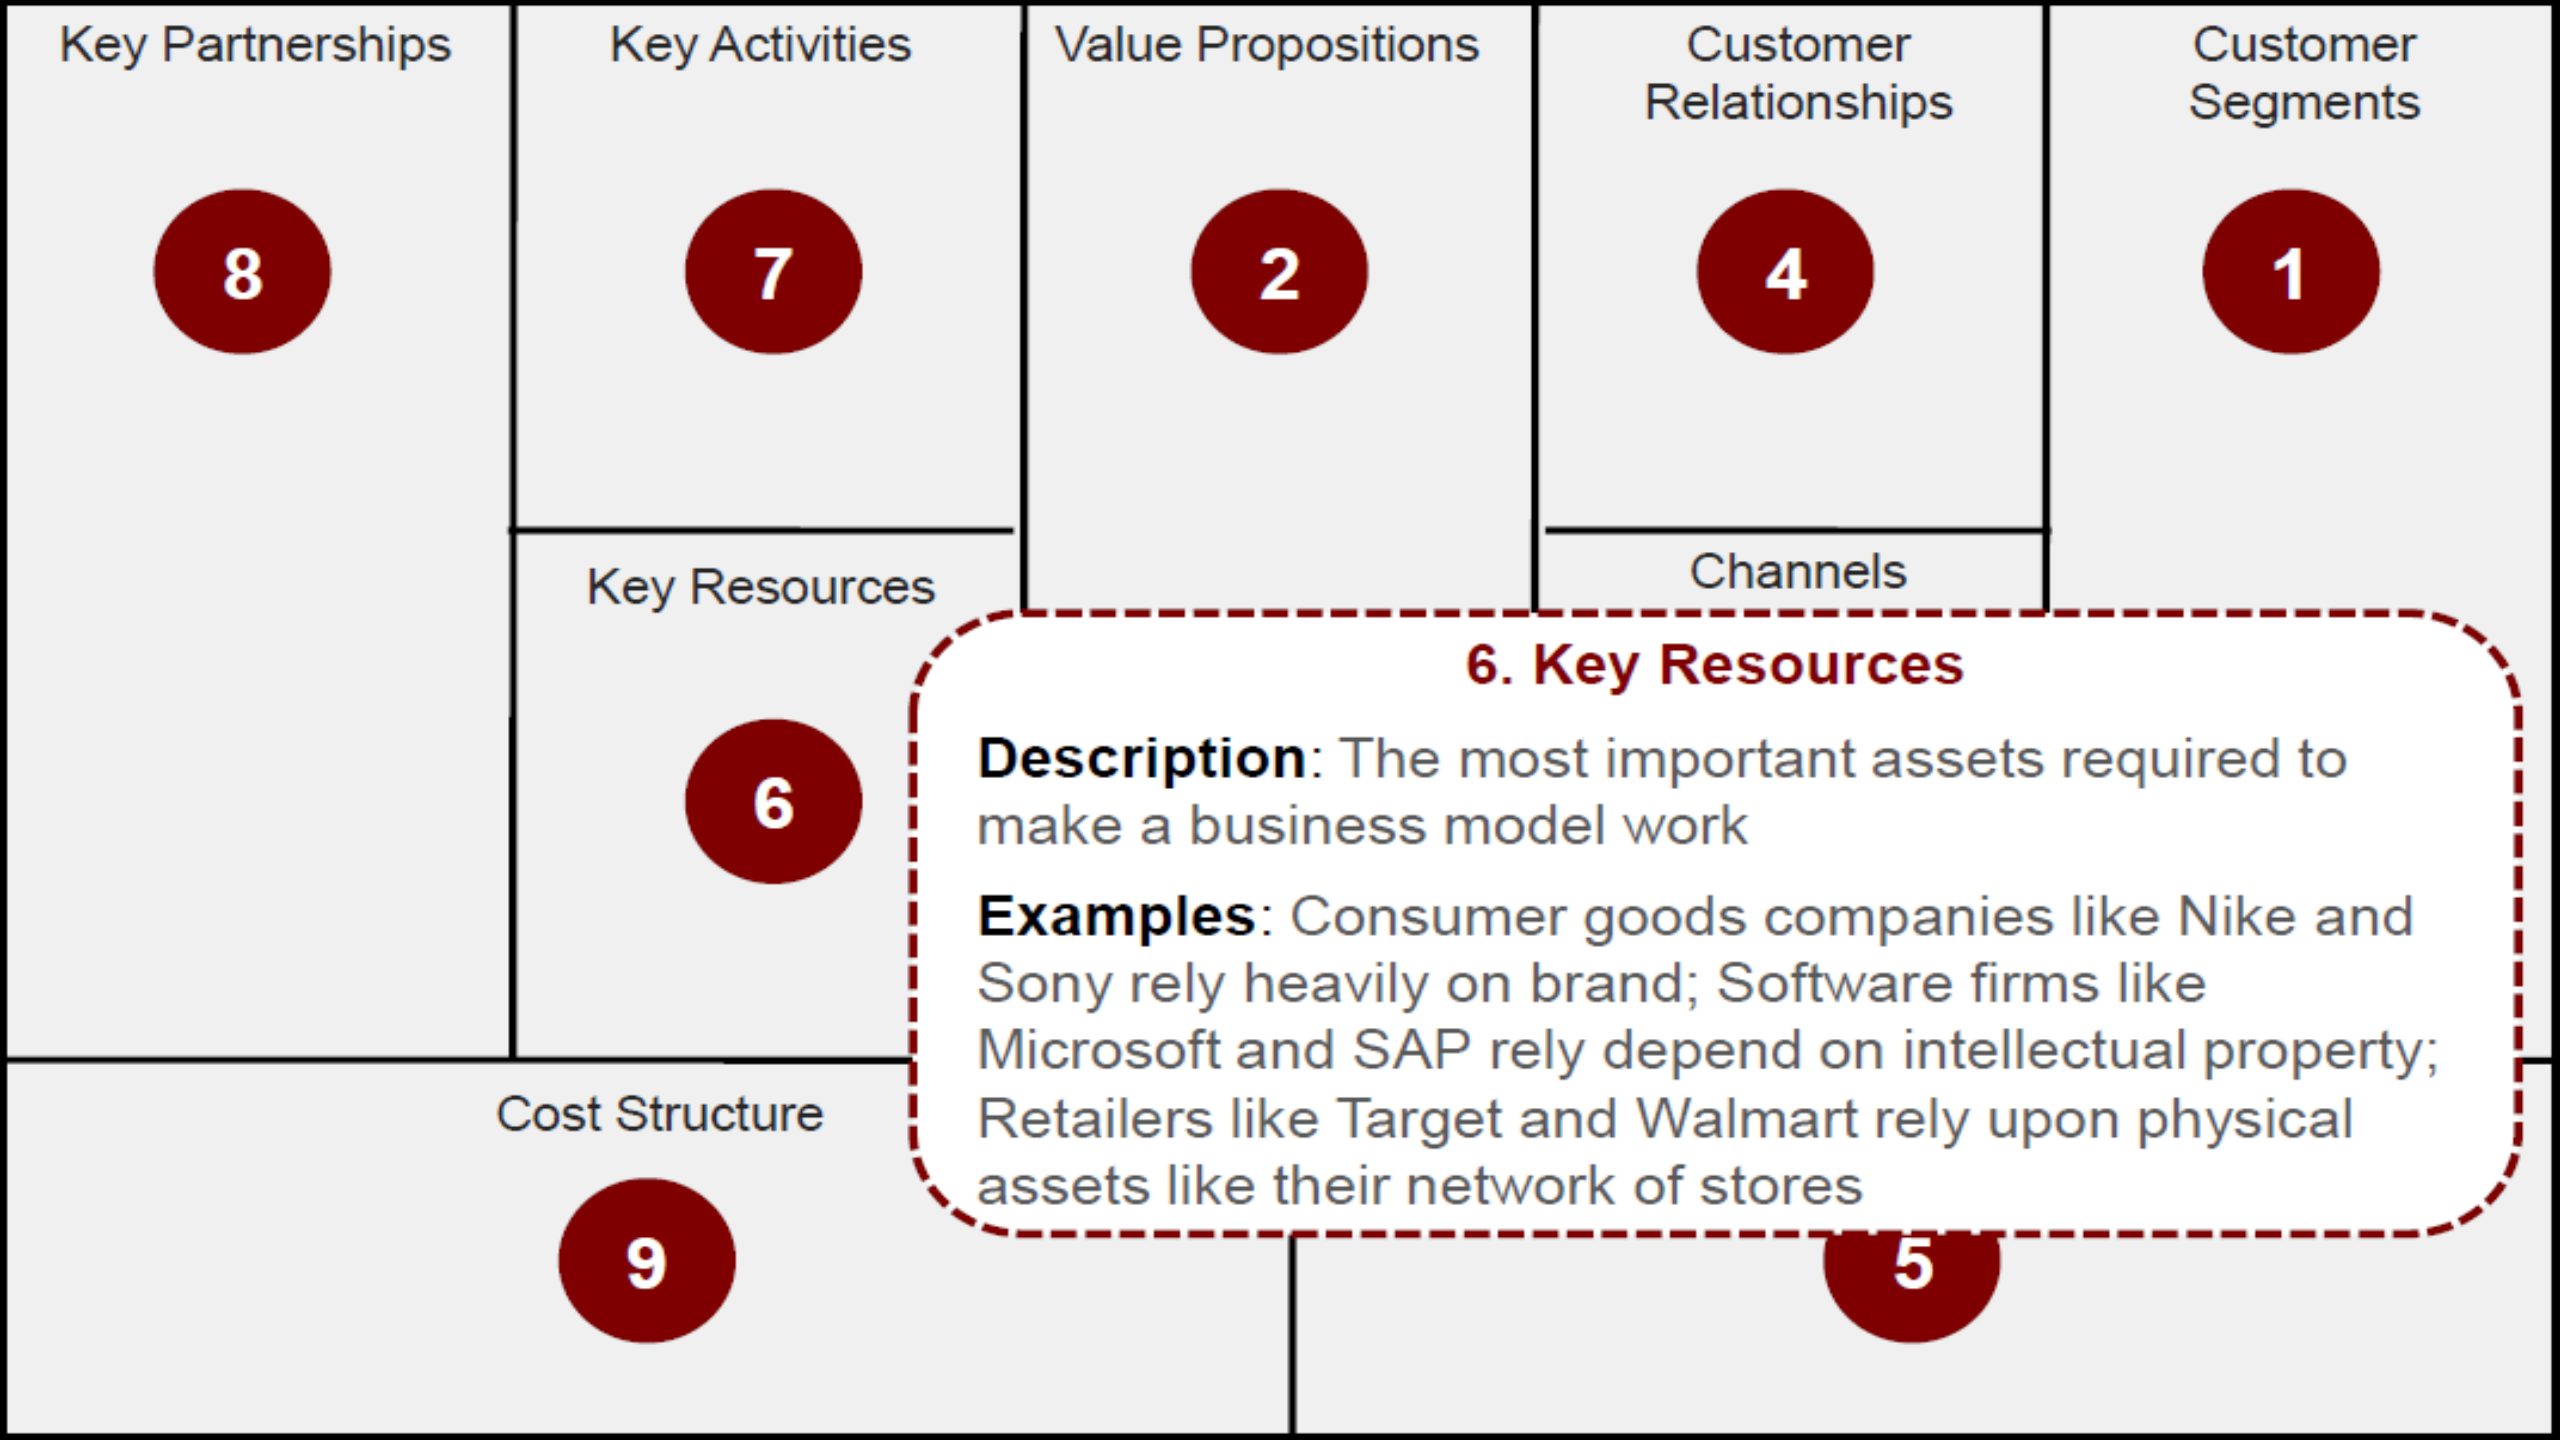 Key Partnerships
8
Key Activities
7
Value Propositions
2
Customer
Relationships
4
Customer
Segments
1
Key Resources
6
Channels
6. Key Resources
Description: The most important assets required to
make a business model work
Examples: Consumer goods companies like Nike and
Sony rely heavily on brand; Software firms like
Microsoft and SAP rely depend on intellectual property;
Retailers like Target and Walmart rely upon physical
assets like their network of stores
Cost Structure
9
5